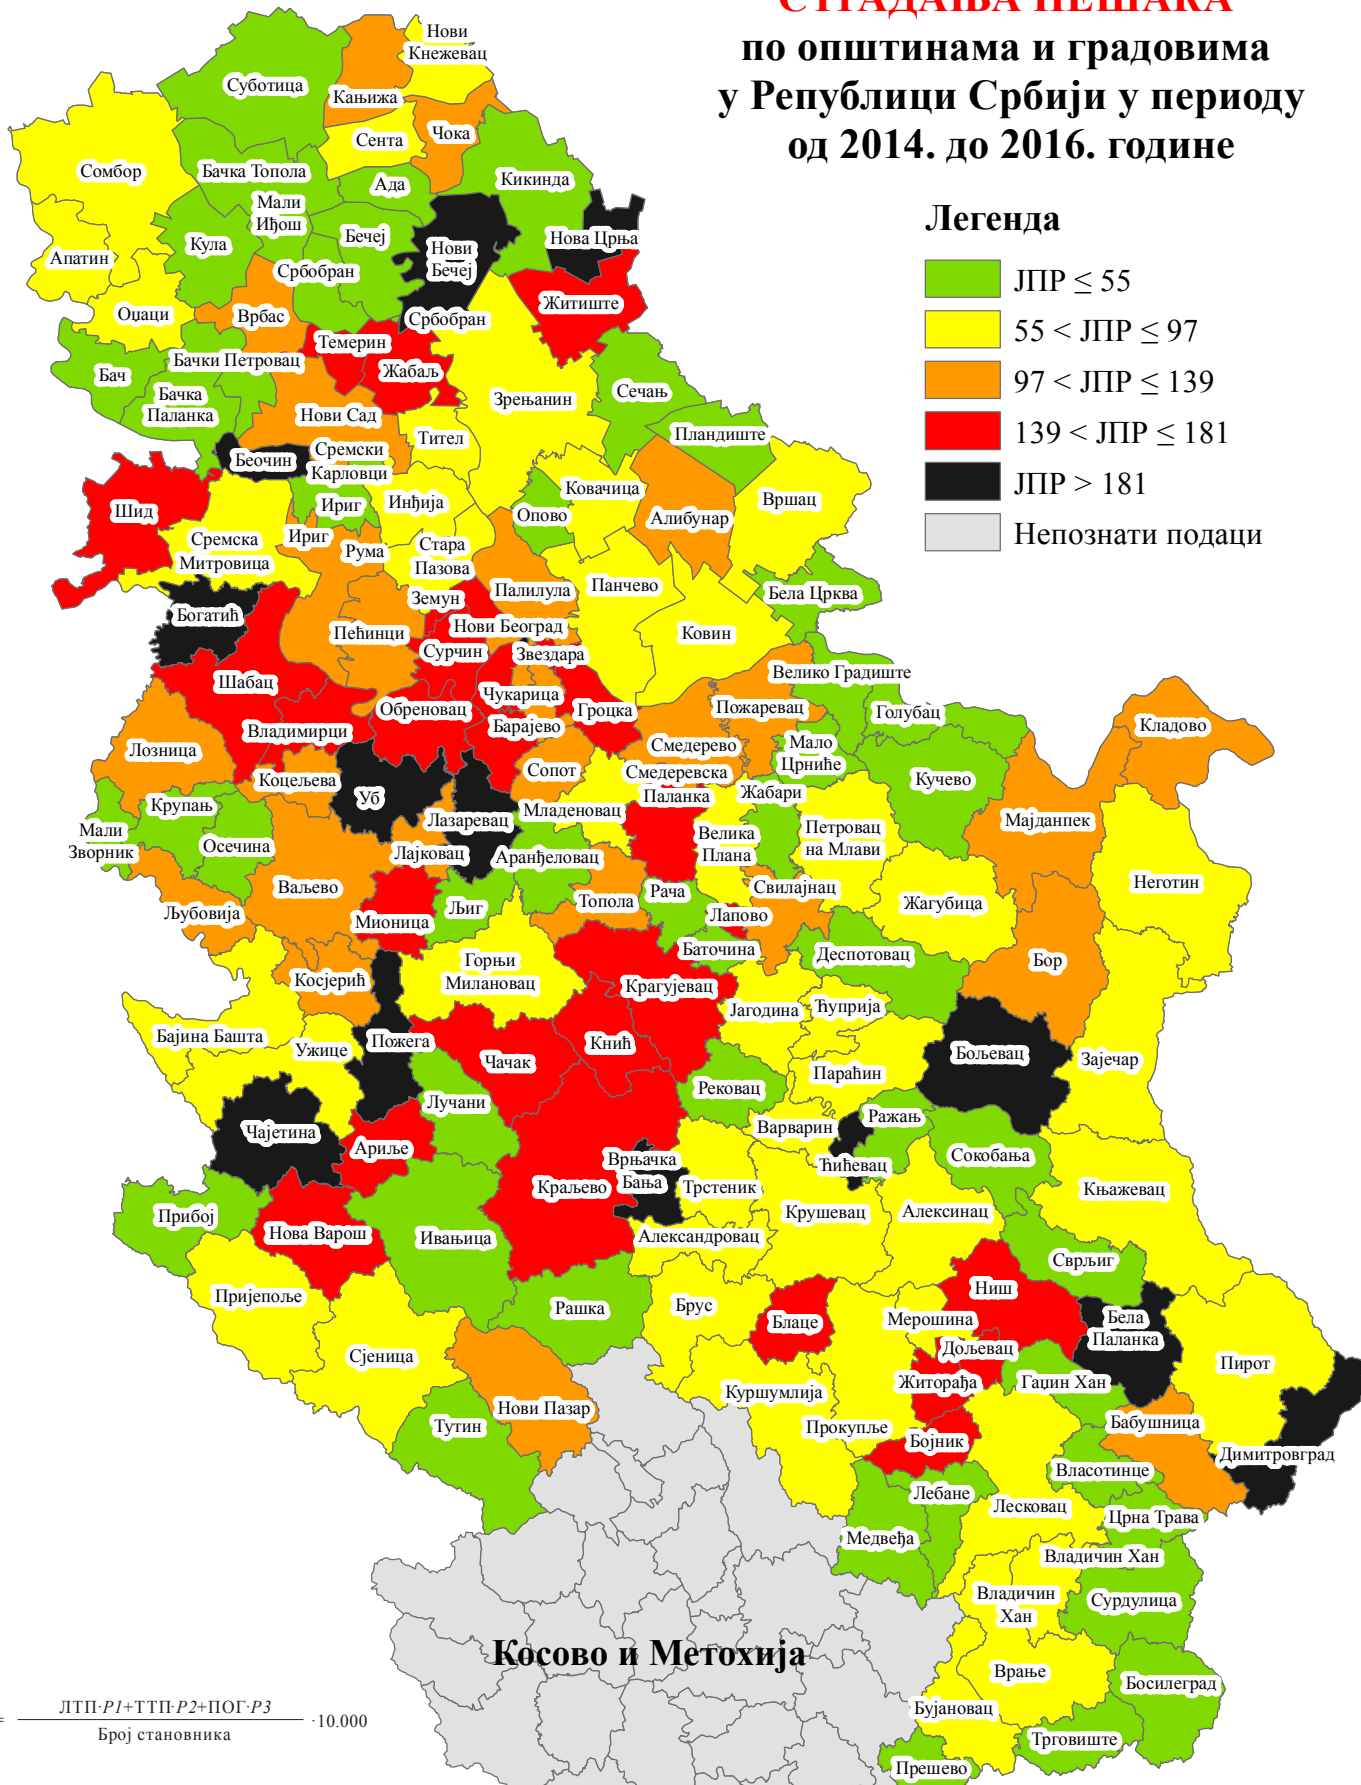 СТРАДАЊА ПЕШАКА
по општинама и градовима
у Републици Србији у периоду
од 2014. до 2016. године
Легенда
ЈПР ≤ 55
55 < ЈПР ≤ 97
97 < ЈПР ≤ 139
139 < ЈПР ≤ 181
ЈПР > 181
Непознати подаци
Суботица
Кањижа
Нови
Кнежевац
Сента
Чока
Сомбор
Бачка Топола
Ада
Кикинда
Мали
Иђош
Апатин
Кула
Бечеј
Нови
Бечеј
Нова Црња
Србобран
Оџаци
Врбас
Србобран
Житиште
Темерин
Бачки Петровац
Бач
Жабаљ
Бачка
Паланка
Нови Сад
Зрењанин
Сечањ
Тител
Пландиште
Беочин
Сремски
Карловци
Шид
Ириг
Инђија
Опово
Ковачица
Алибунар
Вршац
Сремска
Митровица
Ириг
Рума
Стара
Пазова
Панчево
Богатић
Земун
Палилула
Бела Црква
Пећинци
Нови Београд
Ковин
Сурчин
Звездара
Шабац
Обреновац
Чукарица
Гроцка
Велико Градиште
Владимирци
Барајево
Пожаревац
Голубац
Кладово
Лозница
Смедерево
Мало
Црниће
Коцељева
Сопот
Смедеревска
Паланка
Жабари
Кучево
Крупањ
Уб
Лазаревац
Младеновац
Мали
Зворник
Осечина
Лајковац
Аранђеловац
Велика
Плана
Петровац
на Млави
Мајданпек
Ваљево
Топола
Рача
Свилајнац
Жагубица
Неготин
Љубовија
Мионица
Љиг
Лапово
Баточина
Деспотовац
Бор
Косјерић
Горњи
Милановац
Крагујевац
Јагодина
Ћуприја
Бајина Башта
Ужице
Пожега
Чачак
Кнић
Параћин
Бољевац
Зајечар
Лучани
Рековац
Варварин
Ражањ
Чајетина
Ариље
Врњачка
Бања
Ћићевац
Сокобања
Прибој
Нова Варош
Ивањица
Краљево
Трстеник
Крушевац
Алексинац
Књажевац
Александровац
Сврљиг
Пријепоље
Рашка
Брус
Блаце
Ниш
Мерошина
Бела
Паланка
Сјеница
Дољевац
Пирот
Нови Пазар
Куршумлија
Житорађа
Гаџин Хан
Тутин
Прокупље
Бојник
Бабушница
Димитровград
Власотинце
Лебане
Лесковац
Црна Трава
Медвеђа
Владичин Хан
Владичин
Хан
Сурдулица
Косово и Метохија
Врање
Босилеград
Бујановац
Трговиште
Прешево
= ЛТП·P1+ТТП·P2+ПОГ·P3 ·10.000
Број становника